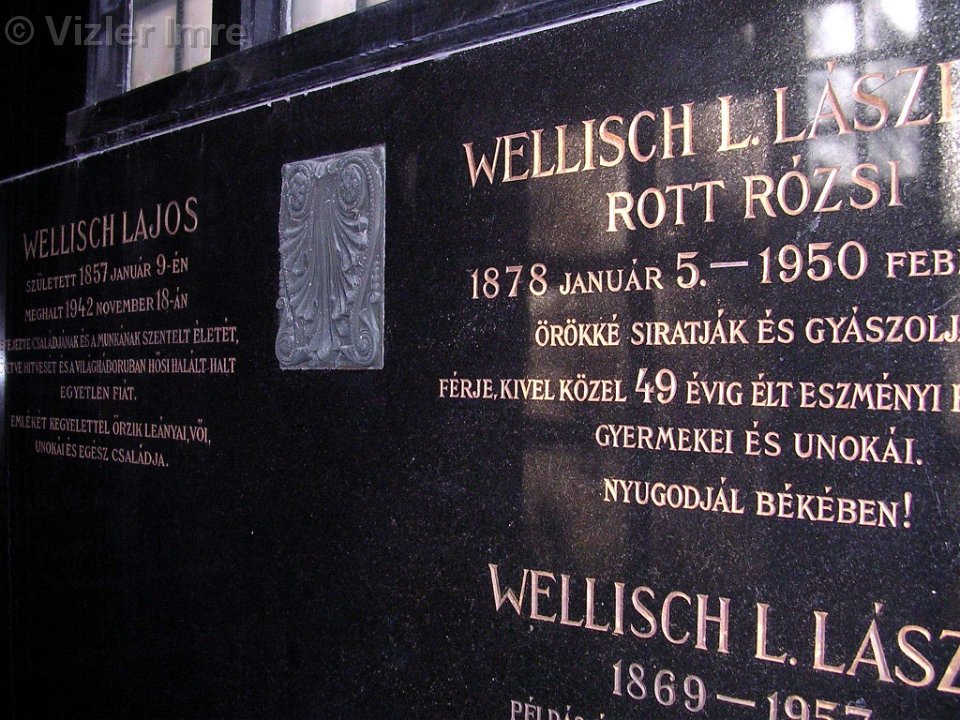 © Vizler Imre
WELLISCH LAJOS
SZÜLETETT 1857 JANUÁR 9-ÉN
MEGHALT 1942 NOVEMBER 18-ÁN
CSALÁDJÁNAK ÉS A MUNKÁNAK SZENTELT ÉLETÉT,
HITVESÉT ÉS A VILÁGHÁBORUBAN HŐSI HALÁLT-HALT
EGYETLEN FIÁT.
EMLÉKÉT KEGYELETTEL ŐRZIK LEÁNYAI, VŐI,
UNOKÁI ÉS EGÉSZ CSALÁDJA.
WELLISCH L. LÁSZ
ROTT RÓZSI
1878 JANUÁR 5. — 1950 FEB
ÖRÖKKÉ SIRATJÁK ÉS GYÁSZOLJ
FÉRJE, KIVEL KÖZEL 49 ÉVIG ÉLT ESZMÉNYI
GYERMEKEI ÉS UNOKÁI.
NYUGODJÁL BÉKÉBEN!
WELLISCH L. LÁSZ
1869 — 1957